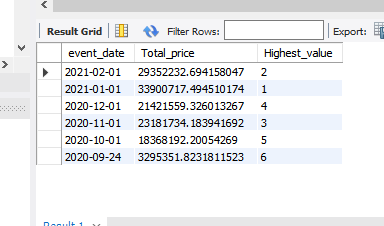 Result Grid Filter Rows: Export:
event_date Total_price Highest_value
2021-02-01 29352232.694158047 2
2021-01-01 33900717.494510174 1
2020-12-01 21421559.326013267 4
2020-11-01 23181734.183941692 3
2020-10-01 18368192.20054269 5
2020-09-24 3295351.8231811523 6
Result 1